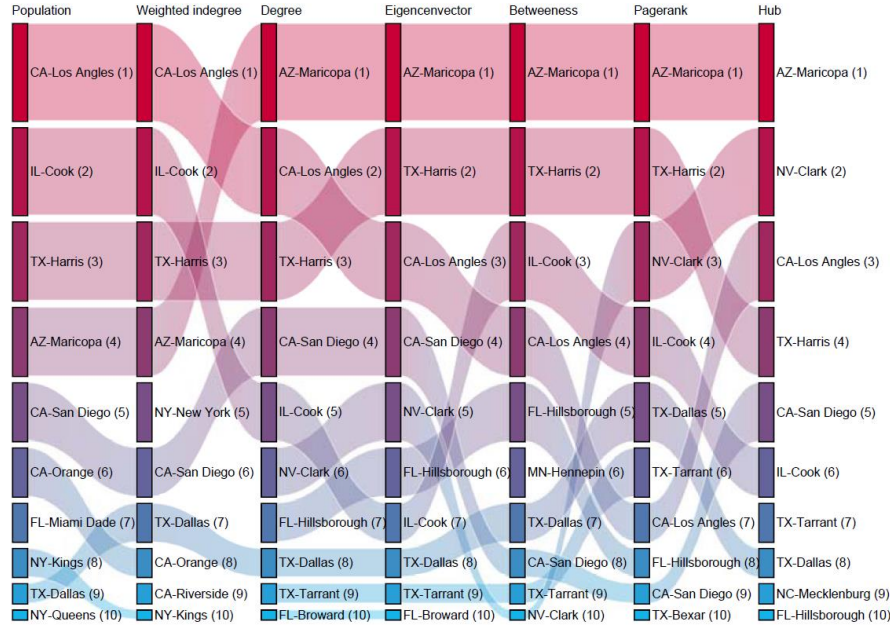 Population Weighted indegree Degree Eigencenvector Betweeness Pagerank Hub
CA-Los Angles (1) CA-Los Angles (1) AZ-Maricopa (1) AZ-Maricopa (1) AZ-Maricopa (1) AZ-Maricopa (1) AZ-Maricopa (1)
IL-Cook (2) IL-Cook (2) CA-Los Angles (2) TX-Harris (2) TX-Harris (2) TX-Harris (2) NV-Clark (2)
TX-Harris (3) TX-Harris (3) TX-Harris (3) CA-Los Angles (3) IL-Cook (3) NV-Clark (3) CA-Los Angles (3)
AZ-Maricopa (4) AZ-Maricopa (4) CA-San Diego (4) CA-San Diego (4) CA-Los Angles (4) IL-Cook (4) TX-Harris (4)
CA-San Diego (5) NY-New York (5) IL-Cook (5) NV-Clark (5) FL-Hillsborough (5) TX-Dallas (5) CA-San Diego (5)
CA-Orange (6) CA-San Diego (6) NV-Clark (6) FL-Hillsborough (6) MN-Hennepin (6) TX-Tarrant (6) IL-Cook (6)
FL-Miami Dade (7) TX-Dallas (7) FL-Hillsborough (7) IL-Cook (7) TX-Dallas (7) CA-Los Angles (7) TX-Tarrant (7)
NY-Kings (8) CA-Orange (8) TX-Dallas (8) TX-Dallas (8) CA-San Diego (8) FL-Hillsborough (8) TX-Dallas (8)
TX-Dallas (9) CA-Riverside (9) TX-Tarrant (9) TX-Tarrant (9) TX-Tarrant (9) CA-San Diego (9) NC-Mecklenburg (9)
NY-Queens (10) NY-Kings (10) FL-Broward (10) FL-Broward (10) NV-Clark (10) TX-Bexar (10) FL-Hillsborough (10)